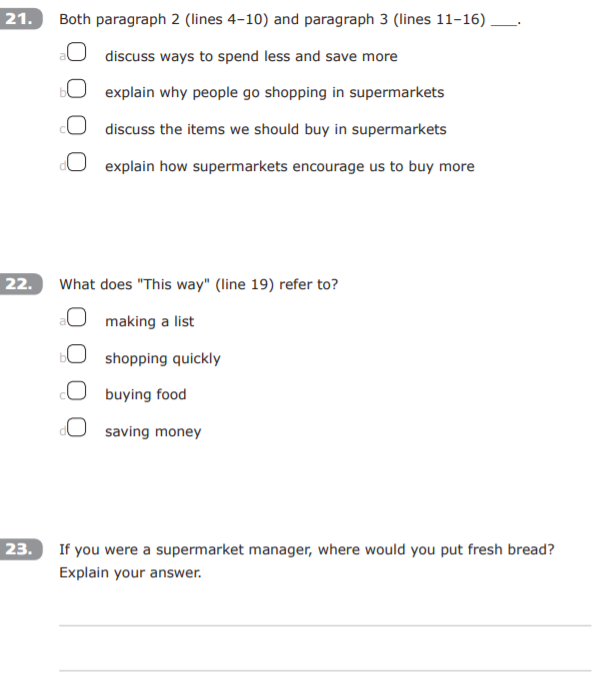 21. Both paragraph 2 (lines 4–10) and paragraph 3 (lines 11–16) ___.
a discuss ways to spend less and save more
b explain why people go shopping in supermarkets
c discuss the items we should buy in supermarkets
d explain how supermarkets encourage us to buy more
22. What does "This way" (line 19) refer to?
a making a list
b shopping quickly
c buying food
d saving money
23. If you were a supermarket manager, where would you put fresh bread?
Explain your answer.